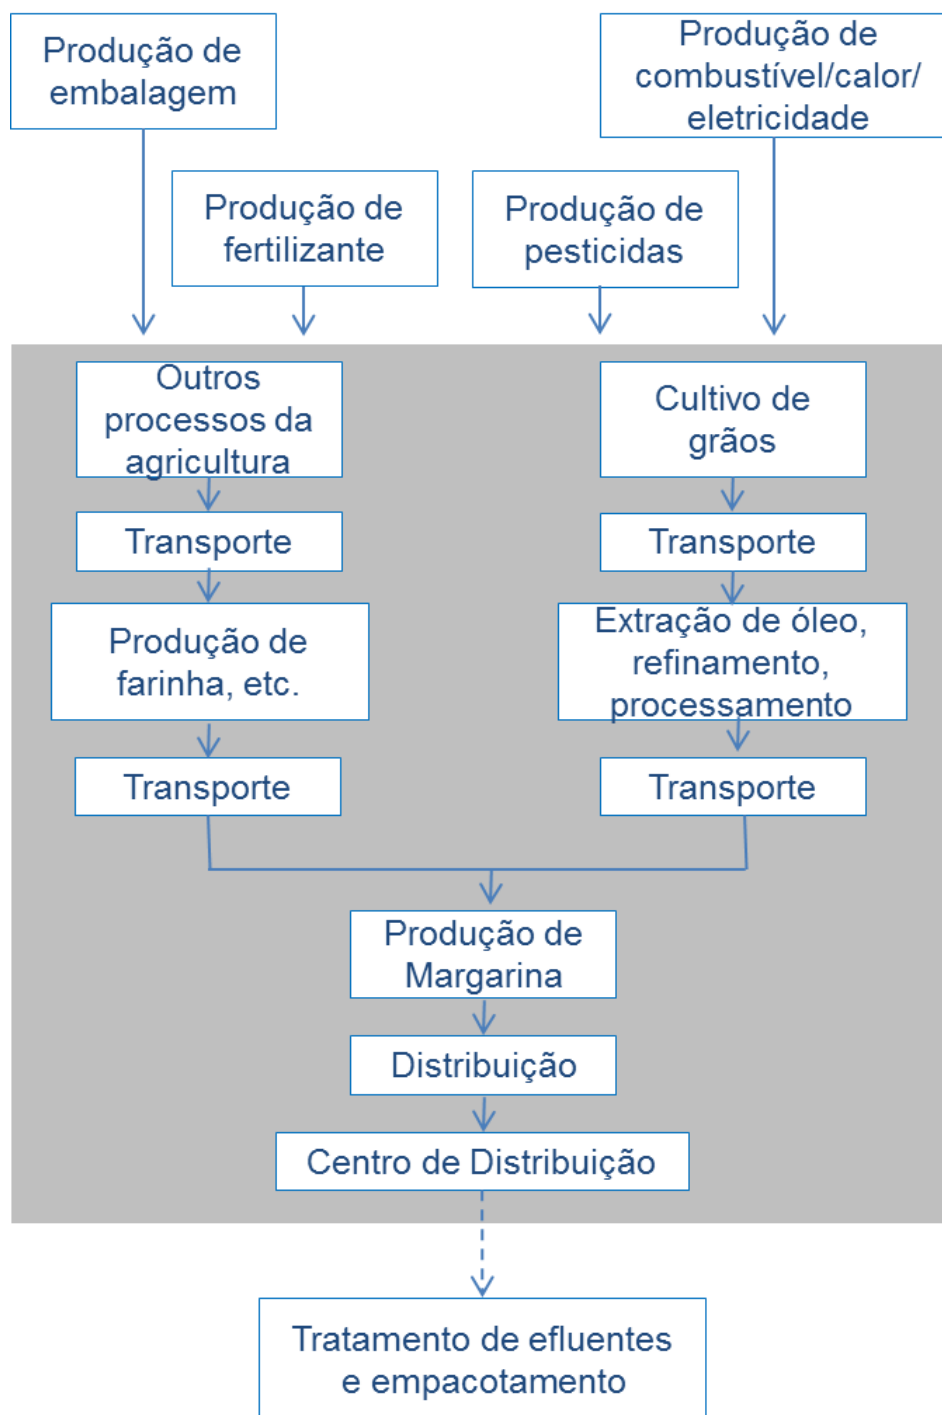 Produção de
embalagem
Produção de
combustível/calor/
eletricidade
Produção de
fertilizante
Produção de
pesticidas
Outros
processos da
agricultura
Cultivo de
grãos
Transporte
Transporte
Produção de
farinha, etc.
Extração de óleo,
refinamento,
processamento
Transporte
Transporte
Produção de
Margarina
Distribuição
Centro de Distribuição
Tratamento de efluentes
e empacotamento